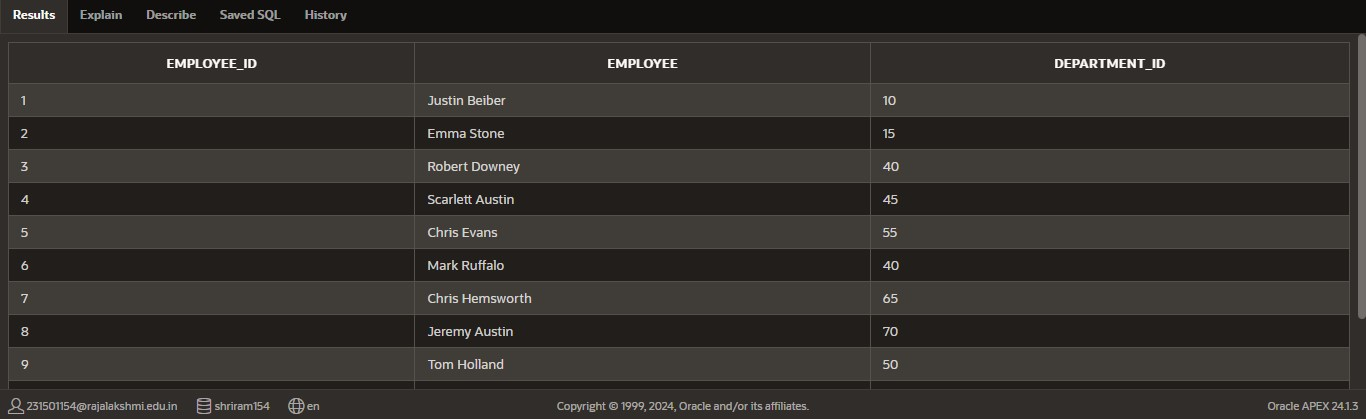 Results Explain Describe Saved SQL History
EMPLOYEE_ID EMPLOYEE DEPARTMENT_ID
1 Justin Beiber 10
2 Emma Stone 15
3 Robert Downey 40
4 Scarlett Austin 45
5 Chris Evans 55
6 Mark Ruffalo 40
7 Chris Hemsworth 65
8 Jeremy Austin 70
9 Tom Holland 50
231501154@rajalakshmi.edu.in shriram154 en Copyright © 1999, 2024, Oracle and/or its affiliates. Oracle APEX 24.1.3